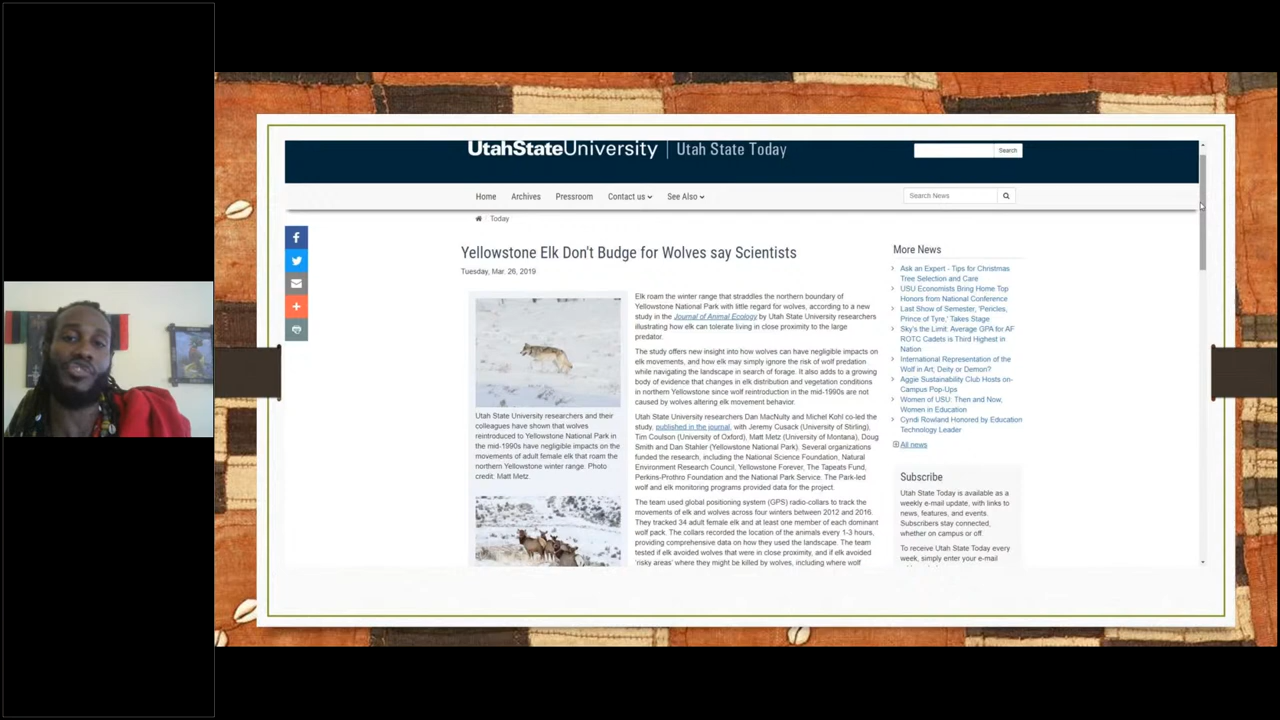 UtahStateUniversity | Utah State Today
Search
Home
Archives
Pressroom
Contact us
See Also
Search News
Today
Yellowstone Elk Don't Budge for Wolves say Scientists
Tuesday, Mar. 26, 2019
Utah State University researchers and their
colleagues have shown that wolves
reintroduced to Yellowstone National Park in
the mid-1990s have negligible impacts on the
movements of adult female elk that roam the
northern Yellowstone winter range. Photo
credit: Matt Metz.
Elk roam the winter range that straddles the northern boundary of
Yellowstone National Park with little regard for wolves, according to a new
study in the Journal of Animal Ecology by Utah State University researchers
illustrating how elk can tolerate living in close proximity to the large
predator.
The study offers new insight into how wolves can have negligible impacts on
elk movements, and how elk may simply ignore the risk of wolf predation
while navigating the landscape in search of forage. It also adds to a growing
body of evidence that changes in elk distribution and vegetation conditions
in northern Yellowstone since wolf reintroduction in the mid-1990s are not
caused by wolves altering elk movement behavior.
Utah State University researchers Dan MacNulty and Michel Kohl co-led the
study, published in the journal, with Jeremy Cusack (University of Stirling),
Tim Coulson (University of Oxford), Matt Metz (University of Montana), Doug
Smith and Dan Stahler (Yellowstone National Park). Several organizations
funded the research, including the National Science Foundation, Natural
Environment Research Council, Yellowstone Forever, The Tapeats Fund,
Perkins-Prothro Foundation and the National Park Service. The Park-led
wolf and elk monitoring programs provided data for the project.
The team used global positioning system (GPS) radio-collars to track the
movements of elk and wolves across four winters between 2012 and 2016.
They tracked 34 adult female elk and at least one member of each dominant
wolf pack. The collars recorded the location of the animals every 1-3 hours,
providing comprehensive data on how they used the landscape. The team
tested if elk avoided wolves that were in close proximity, and if elk avoided
'risky areas' where they might be killed by wolves, including where wolf
More News
Ask an Expert - Tips for Christmas
Tree Selection and Care
USU Economists Bring Home Top
Honors from National Conference
Last Show of Semester, 'Pericles,
Prince of Tyre,' Takes Stage
Sky's the Limit: Average GPA for AF
ROTC Cadets is Third Highest in
Nation
International Representation of the
Wolf in Art; Deity or Demon?
Aggie Sustainability Club Hosts on-
Campus Pop-Ups
Women of USU: Then and Now,
Women in Education
Cyndi Rowland Honored by Education
Technology Leader
All news
Subscribe
Utah State Today is available as a
weekly e-mail update, with links to
news, features, and events.
Subscribers stay connected,
whether on campus or off.
To receive Utah State Today every
week, simply enter your e-mail